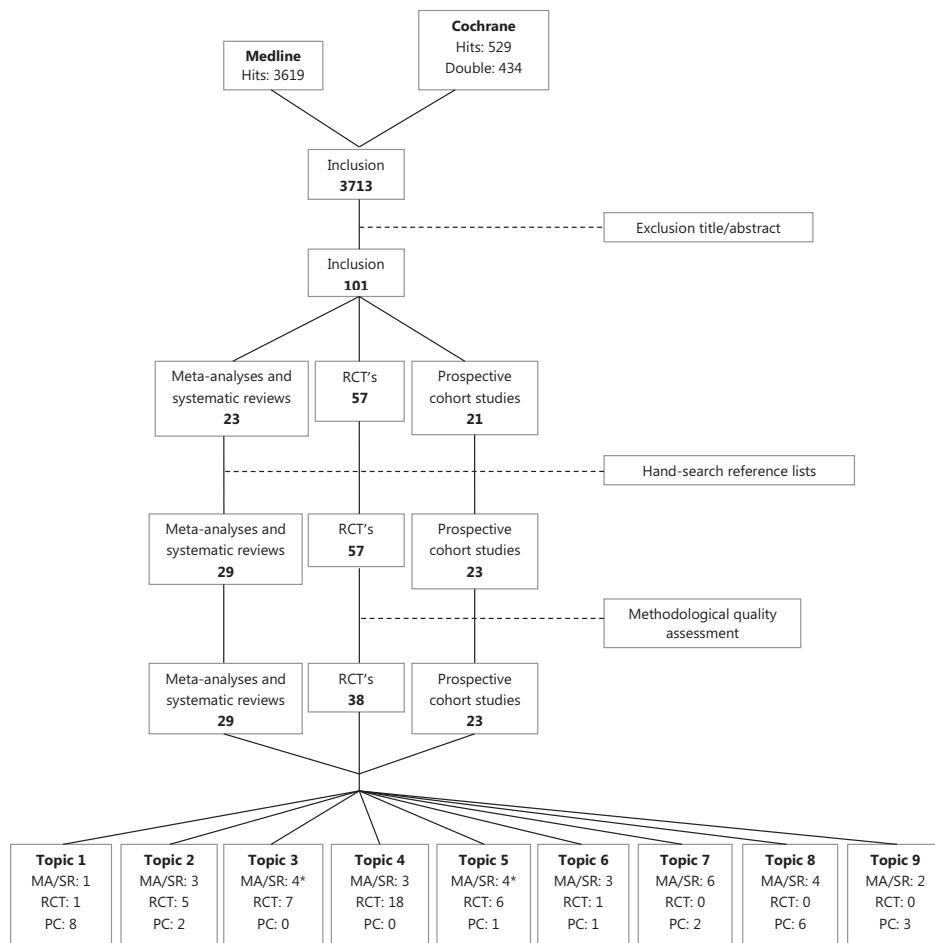 Medline
Hits: 3619
Cochrane
Hits: 529
Double: 434
Inclusion
3713
Exclusion title/abstract
Inclusion
101
Meta-analyses and
systematic reviews
23
RCT's
57
Prospective
cohort studies
21
Hand-search reference lists
Meta-analyses and
systematic reviews
29
RCT's
57
Prospective
cohort studies
23
Methodological quality
assessment
Meta-analyses and
systematic reviews
29
RCT's
38
Prospective
cohort studies
23
Topic 1
MA/SR: 1
RCT: 1
PC: 8
Topic 2
MA/SR: 3
RCT: 5
PC: 2
Topic 3
MA/SR: 4*
RCT: 7
PC: 0
Topic 4
MA/SR: 3
RCT: 18
PC: 0
Topic 5
MA/SR: 4*
RCT: 6
PC: 1
Topic 6
MA/SR: 3
RCT: 1
PC: 1
Topic 7
MA/SR: 6
RCT: 0
PC: 2
Topic 8
MA/SR: 4
RCT: 0
PC: 6
Topic 9
MA/SR: 2
RCT: 0
PC: 3